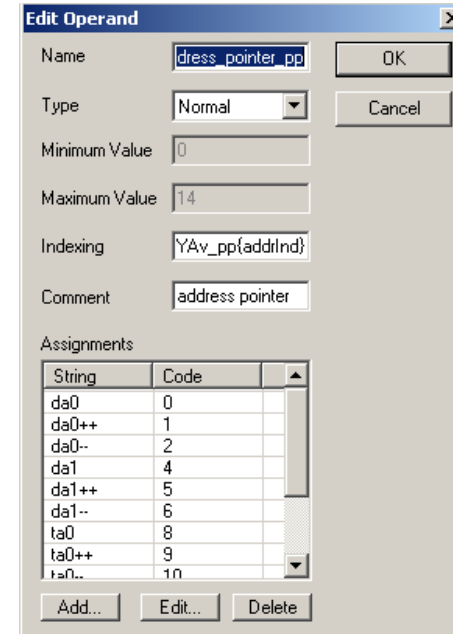 Edit Operand
Name dress_pointer_pp OK
Type Normal Cancel
Minimum Value 0
Maximum Value 14
Indexing YAv_pp{addrInd}
Comment address pointer
Assignments
String Code
da0 0
da0++ 1
da0-- 2
da1 4
da1++ 5
da1-- 6
ta0 8
ta0++ 9
ta0-- 10
Add... Edit... Delete